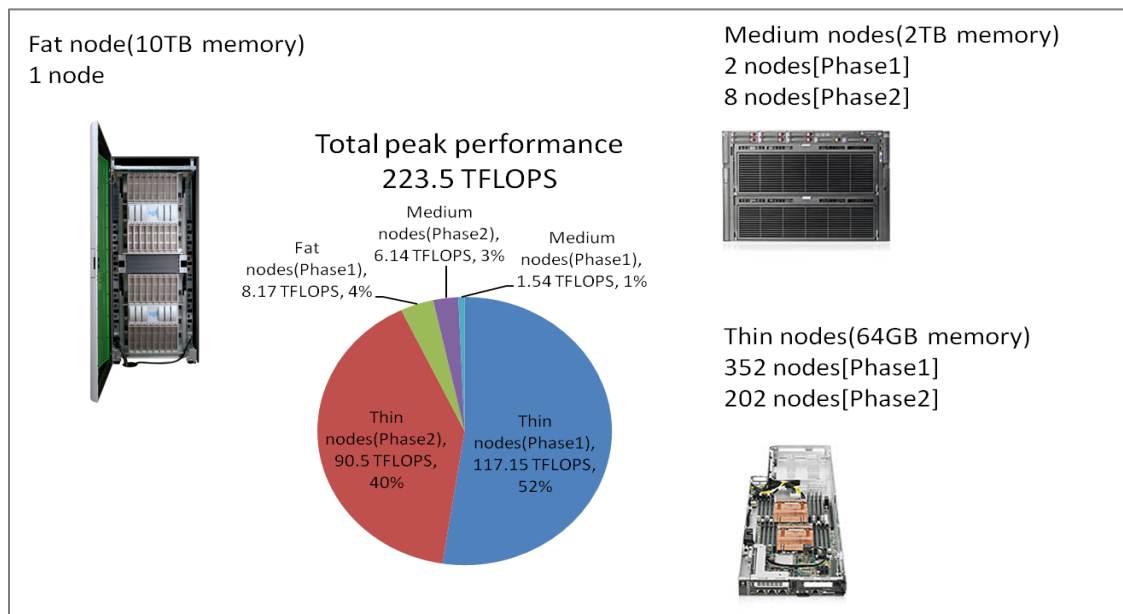 Fat node(10TB memory)
1 node
Medium nodes(2TB memory)
2 nodes[Phase1]
8 nodes[Phase2]
Total peak performance
223.5 TFLOPS
Medium
nodes(Phase2),
6.14 TFLOPS, 3%
Medium
nodes(Phase1),
1.54 TFLOPS, 1%
Fat
nodes(Phase1),
8.17 TFLOPS, 4%
Thin
nodes(Phase2),
90.5 TFLOPS,
40%
Thin
nodes(Phase1),
117.15 TFLOPS,
52%
Thin nodes(64GB memory)
352 nodes[Phase1]
202 nodes[Phase2]